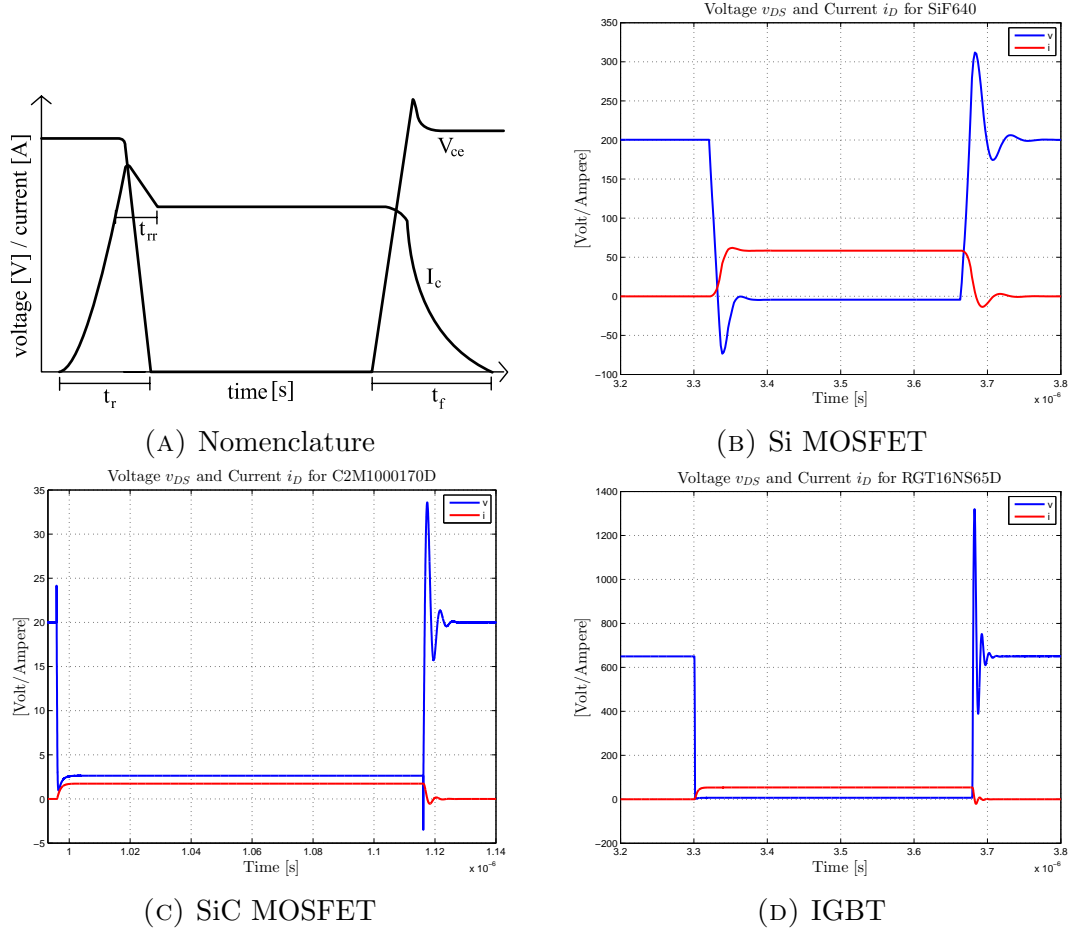 voltage [V] / current [A]
V_ce
t_rr
I_c
time [s]
t_r
t_f
(A) Nomenclature
Voltage v_DS and Current i_D for SiF640
v
i
[Volt/Ampere]
350
300
250
200
150
100
50
0
−50
−100
3.2
3.3
3.4
3.5
3.6
3.7
3.8
Time [s]
x 10^-6
(B) Si MOSFET
Voltage v_DS and Current i_D for C2M1000170D
v
i
[Volt/Ampere]
35
30
25
20
15
10
5
0
−5
1
1.02
1.04
1.06
1.08
1.1
1.12
1.14
Time [s]
x 10^-6
(C) SiC MOSFET
Voltage v_DS and Current i_D for RGT16NS65D
v
i
[Volt/Ampere]
1400
1200
1000
800
600
400
200
0
−200
3.2
3.3
3.4
3.5
3.6
3.7
3.8
Time [s]
x 10^-6
(D) IGBT